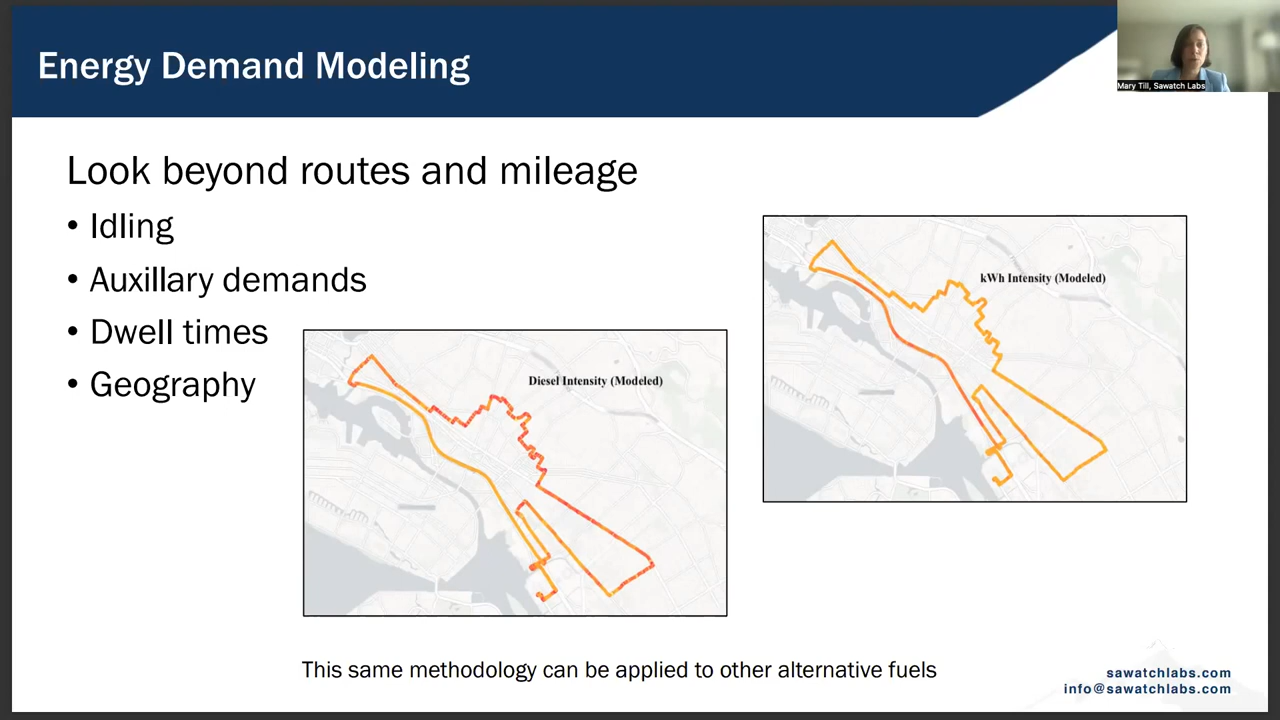 Energy Demand Modeling
Mary Till, Sawatch Labs
Look beyond routes and mileage
• Idling
• Auxillary demands
• Dwell times
• Geography
Diesel Intensity (Modeled)
kWh Intensity (Modeled)
This same methodology can be applied to other alternative fuels
sawatchlabs.com
info@sawatchlabs.com